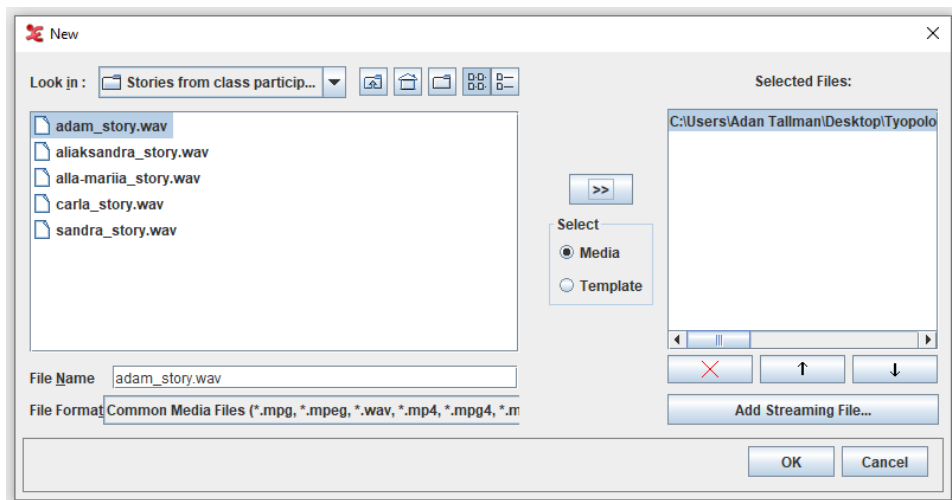 New
Look in : Stories from class particip...
Selected Files:
adam_story.wav
aliaksandra_story.wav
alla-mariia_story.wav
carla_story.wav
sandra_story.wav
C:\Users\Adan Tallman\Desktop\Tyopolo
>>
Select
Media
Template
File Name adam_story.wav
File Format Common Media Files (*.mpg, *.mpeg, *.wav, *.mp4, *.mpg4, *.m
Add Streaming File...
OK Cancel